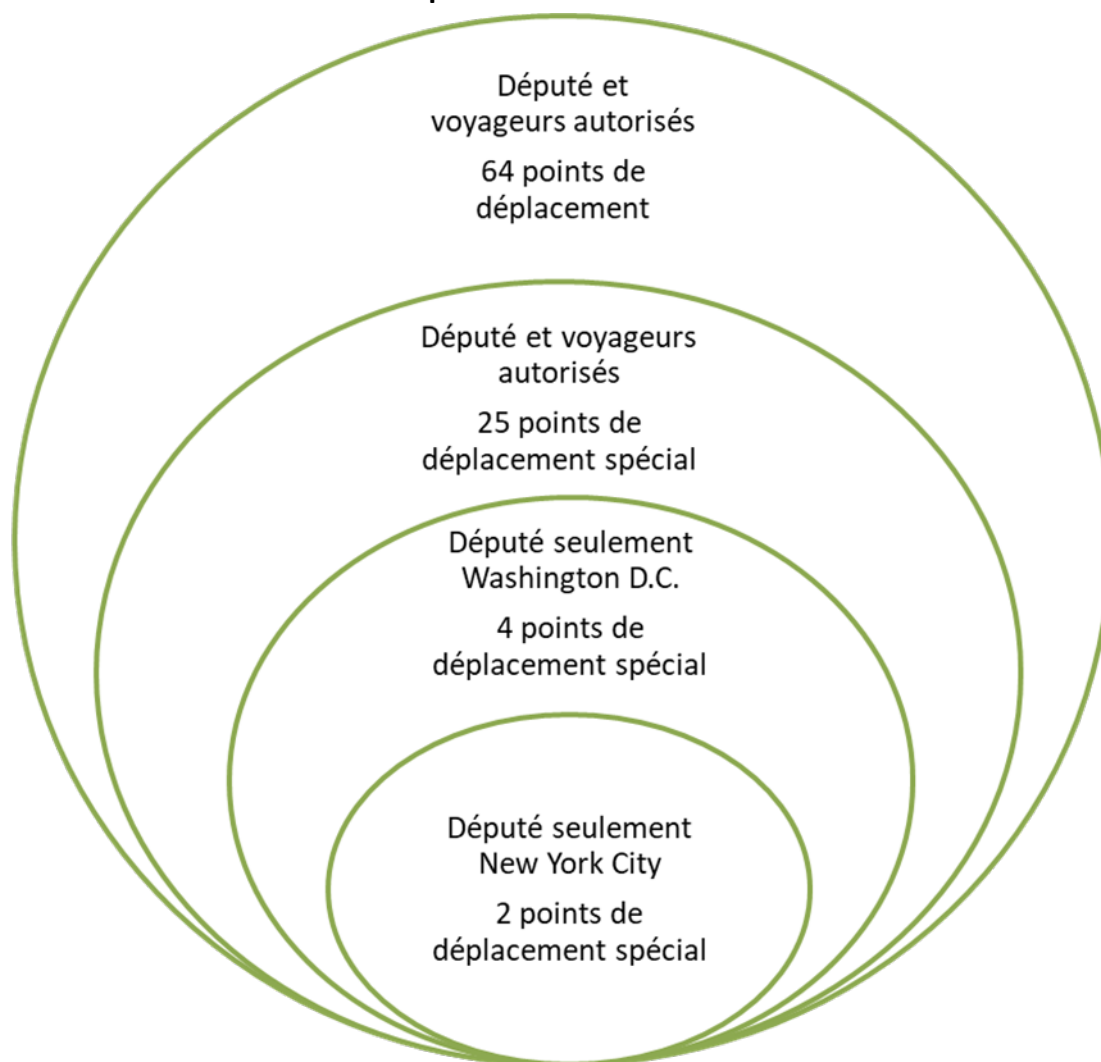 Député et
voyageurs autorisés
64 points de
déplacement
Député et voyageurs
autorisés
25 points de
déplacement spécial
Député seulement
Washington D.C.
4 points de
déplacement spécial
Député seulement
New York City
2 points de
déplacement spécial